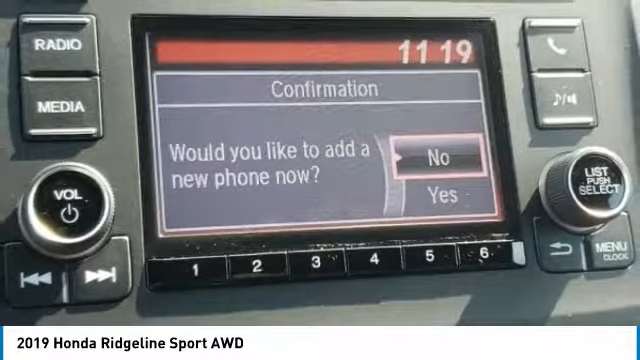 RADIO
MEDIA
VOL
11 19
Confirmation
Would you like to add a
new phone now?
No
Yes
LIST
PUSH
SELECT
MENU
CLOCK
1 2 3 4 5 6
2019 Honda Ridgeline Sport AWD